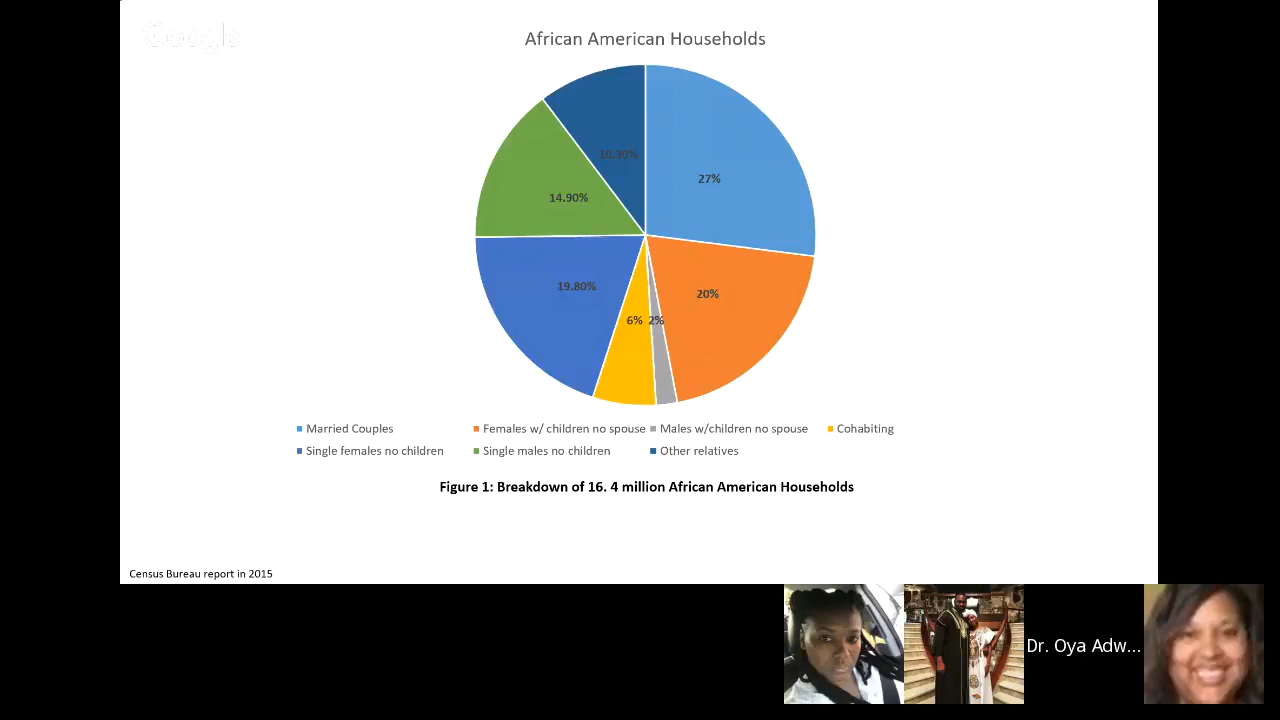 Google
African American Households
10.30%
27%
14.90%
19.80%
20%
6% 2%
Married Couples Females w/ children no spouse Males w/children no spouse Cohabiting
Single females no children Single males no children Other relatives
Figure 1: Breakdown of 16. 4 million African American Households
Census Bureau report in 2015
Dr. Oya Adw...